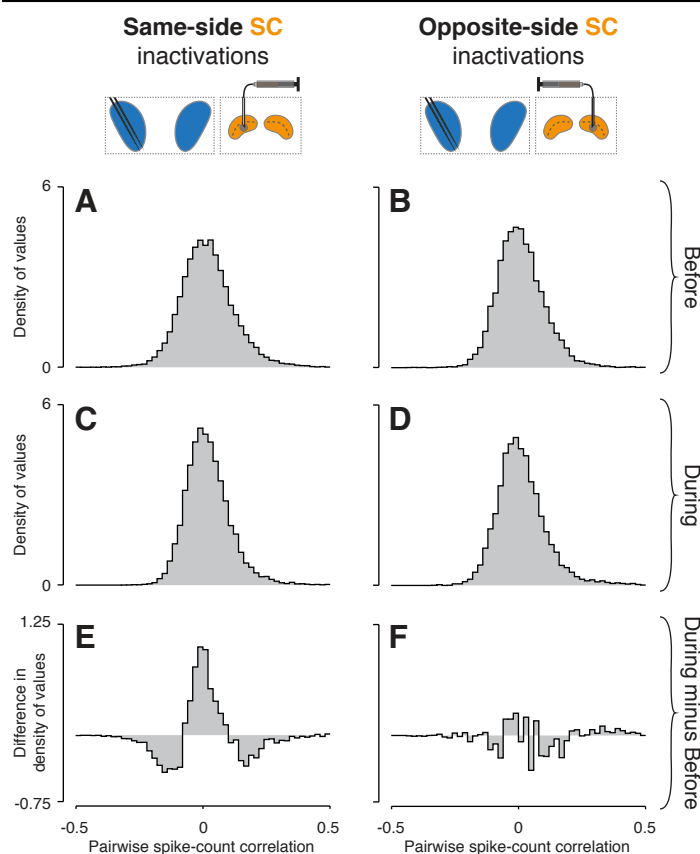 Same-side SC
inactivations
Opposite-side SC
inactivations
A
6
Density of values
0
B
Before
C
6
Density of values
0
D
During
E
1.25
Difference in
density of values
-0.75
F
During minus Before
-0.5
0
0.5
Pairwise spike-count correlation
-0.5
0
0.5
Pairwise spike-count correlation